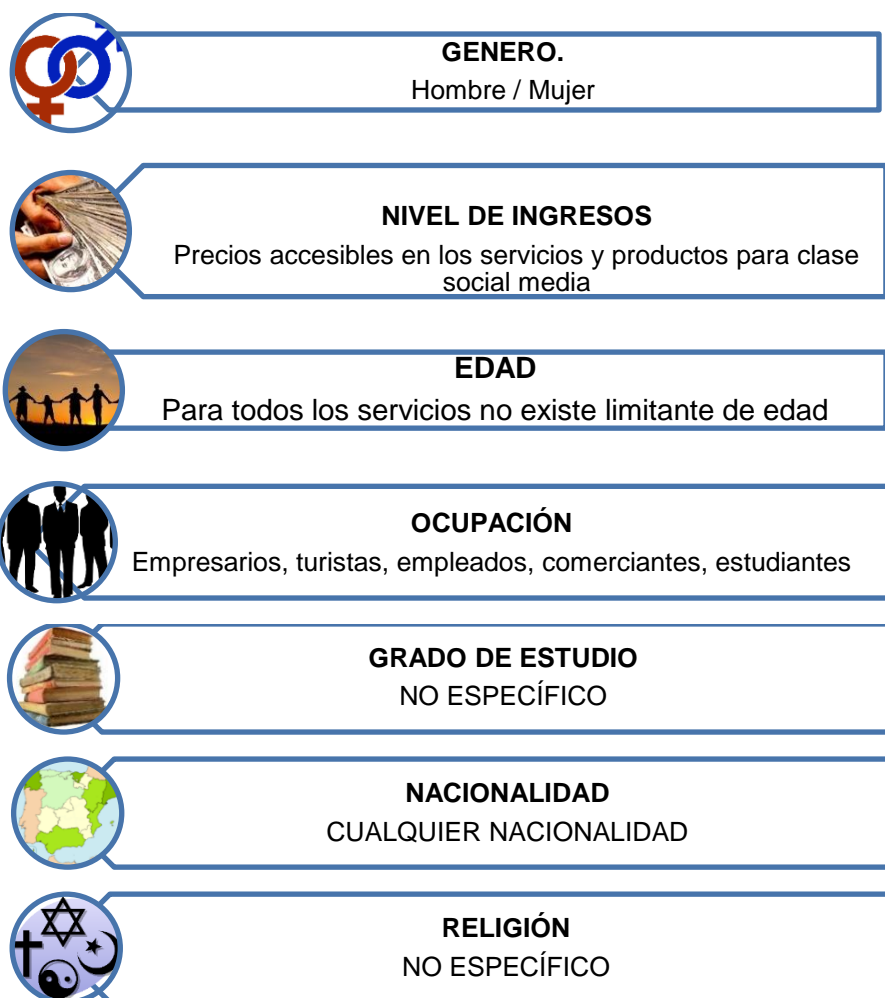 GENERO.
Hombre / Mujer
NIVEL DE INGRESOS
Precios accesibles en los servicios y productos para clase
social media
EDAD
Para todos los servicios no existe limitante de edad
OCUPACIÓN
Empresarios, turistas, empleados, comerciantes, estudiantes
GRADO DE ESTUDIO
NO ESPECÍFICO
NACIONALIDAD
CUALQUIER NACIONALIDAD
RELIGIÓN
NO ESPECÍFICO